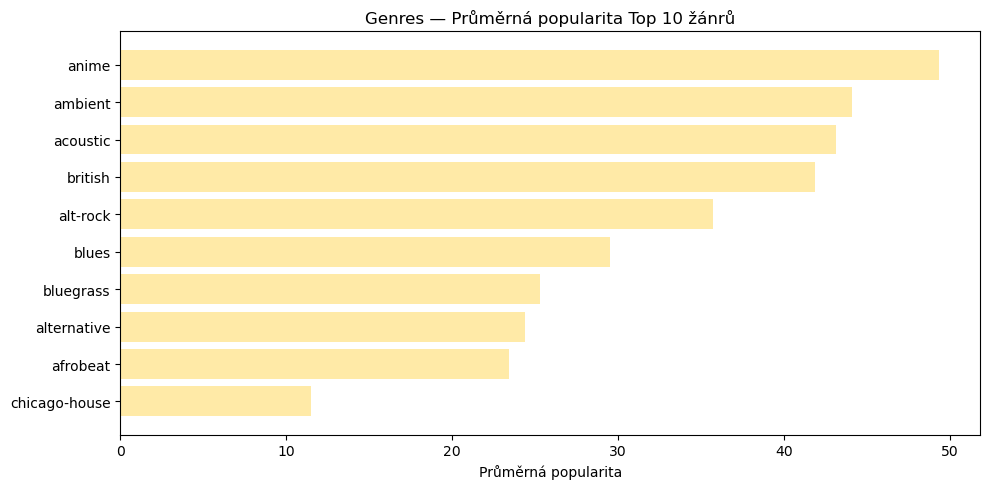 Genres — Průměrná popularita Top 10 žánrů
anime
ambient
acoustic
british
alt-rock
blues
bluegrass
alternative
afrobeat
chicago-house
0 10 20 30 40 50
Průměrná popularita